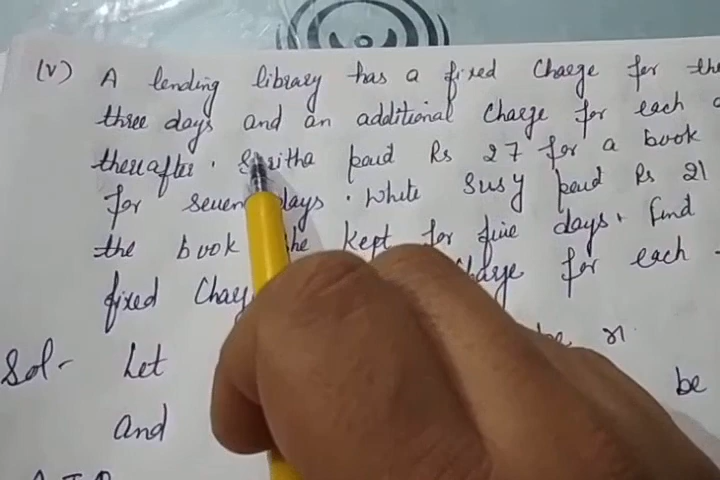 (v) A lending library has a fixed Charge for the
three days and an additional Charge for each
thereafter. Saritha paid Rs 27 for a book
for seven days. While Susy paid Rs 21
the book she kept for five days. Find
fixed Charge for each
Sol- Let be x
be
and